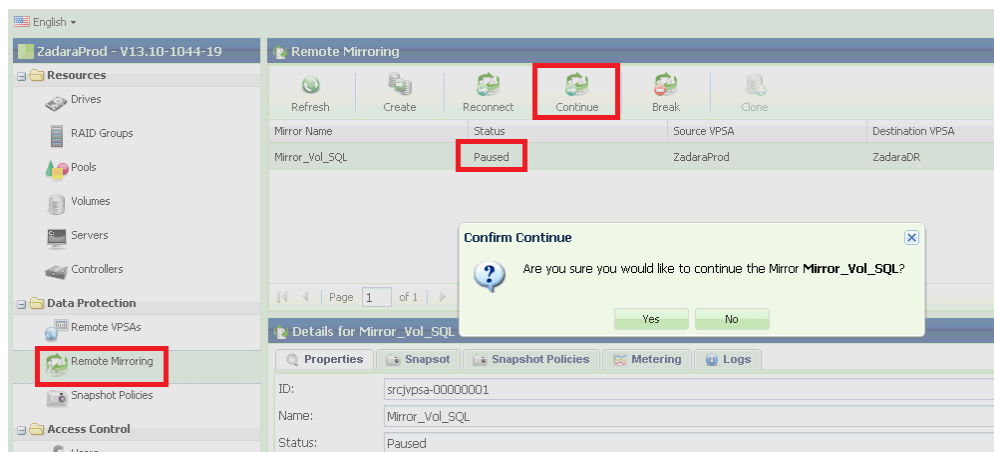 English
ZadaraProd - V13.10-1044-19
Resources
Drives
RAID Groups
Pools
Volumes
Servers
Controllers
Data Protection
Remote VPSAs
Remote Mirroring
Snapshot Policies
Access Control
Users
Remote Mirroring
Refresh Create Reconnect Continue Break Clone
Mirror Name Status Source VPSA Destination VPSA
Mirror_Vol_SQL Paused ZadaraProd ZadaraDR
Confirm Continue
Are you sure you would like to continue the Mirror Mirror_Vol_SQL?
Yes No
Page 1 of 1
Details for Mirror_Vol_SQL
Properties Snapsot Snapshot Policies Metering Logs
ID: srcjvpsa-00000001
Name: Mirror_Vol_SQL
Status: Paused